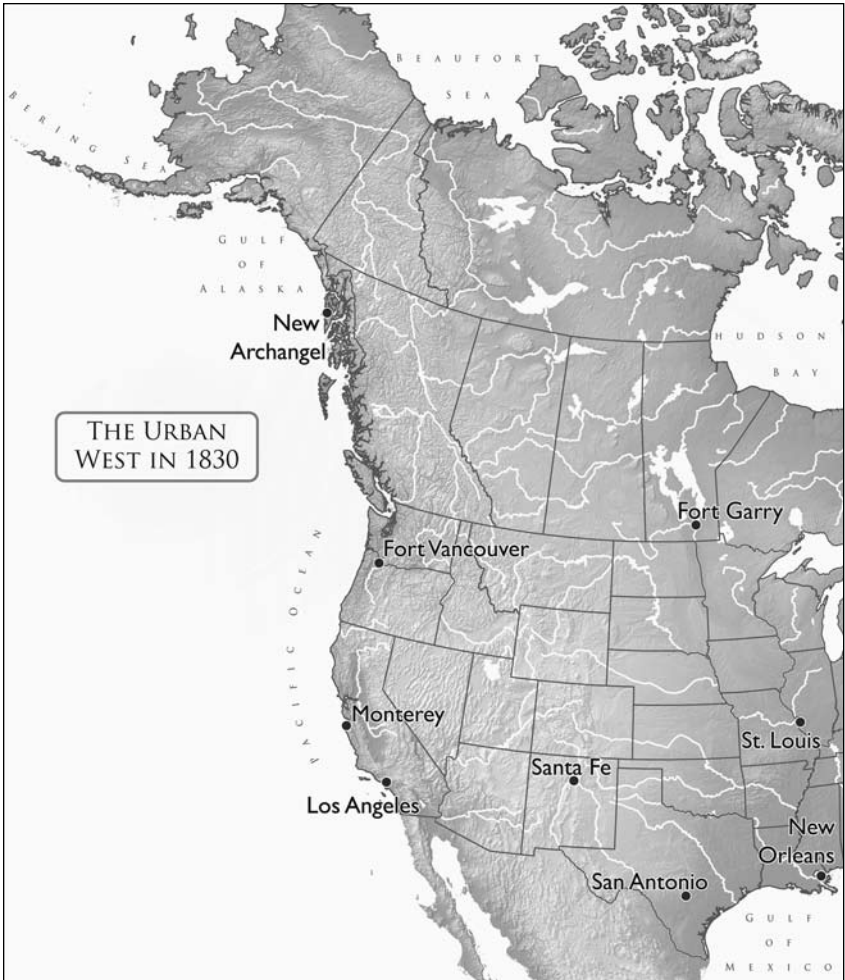 BEAUFORT
SEA
BERING SEA
GULF
OF
ALASKA
New
Archangel
HUDSON
BAY
THE URBAN
WEST IN 1830
Fort Garry
Fort Vancouver
PACIFIC OCEAN
Monterey
St. Louis
Santa Fe
Los Angeles
New
Orleans
San Antonio
GULF
OF
MEXICO